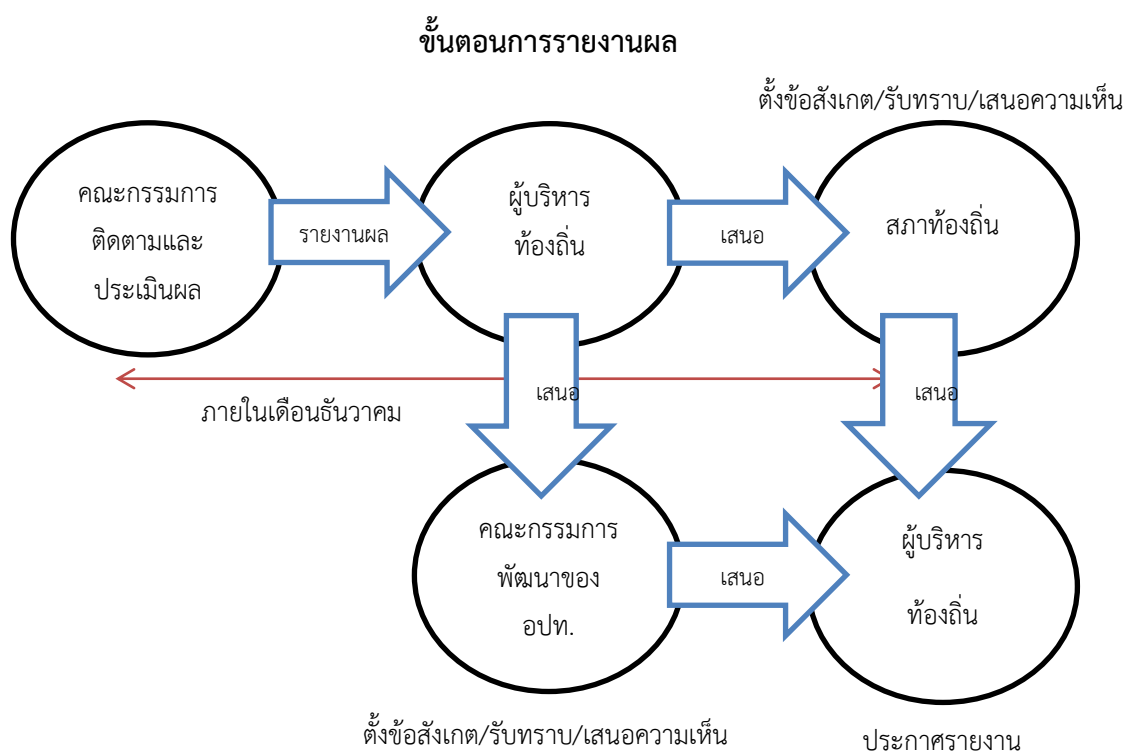 ขั้นตอนการรายงานผล
ตั้งข้อสังเกต/รับทราบ/เสนอความเห็น
คณะกรรมการ
ติดตามและ
ประเมินผล
รายงานผล
ผู้บริหาร
ท้องถิ่น
เสนอ
สภาท้องถิ่น
ภายในเดือนธันวาคม
เสนอ
เสนอ
คณะกรรมการ
พัฒนาของ
อปท.
เสนอ
ผู้บริหาร
ท้องถิ่น
ตั้งข้อสังเกต/รับทราบ/เสนอความเห็น
ประกาศรายงาน